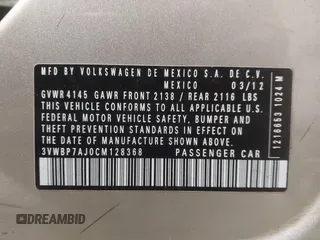 MFD BY VOLKSWAGEN DE MEXICO S.A. DE C.V.
MEXICO 03/12
GVWR 4145 GAWR FRONT 2138 / REAR 2116 LBS
THIS VEHICLE CONFORMS TO ALL APPLICABLE U.S.
FEDERAL MOTOR VEHICLE SAFETY, BUMPER AND
THEFT PREVENTION STANDARDS IN EFFECT ON
THE DATE OF MANUFACTURE SHOWN ABOVE.
3VWBP7AJ0CM128368 PASSENGER CAR
1216653 1024 M
DREAMBID